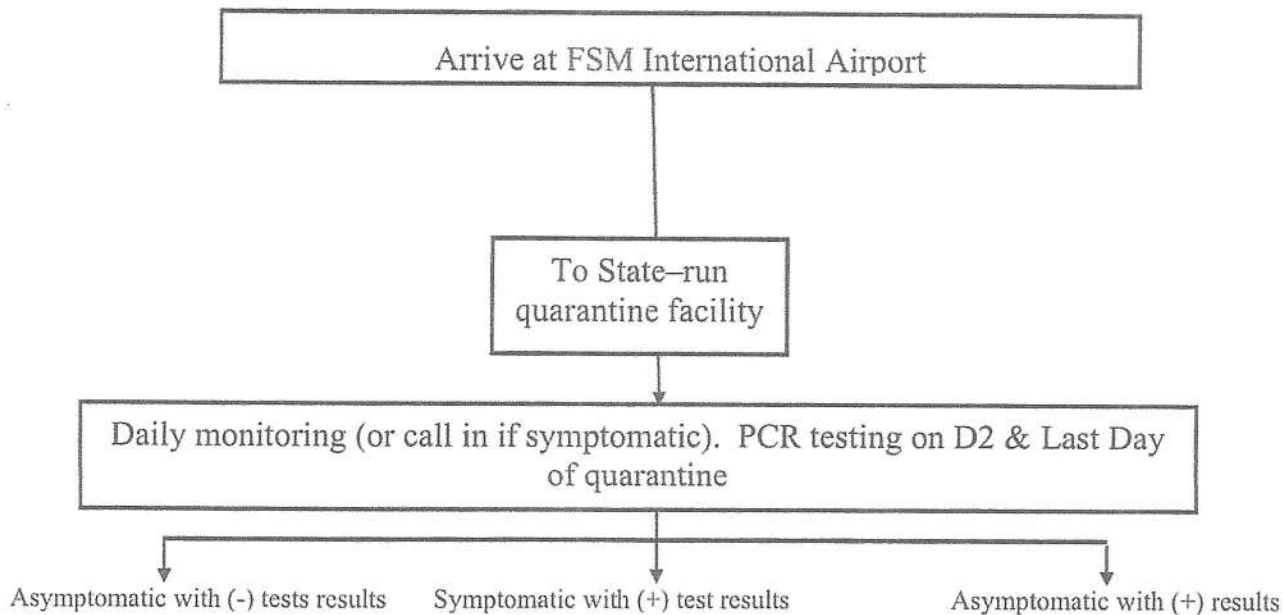 Arrive at FSM International Airport
To State–run
quarantine facility
Daily monitoring (or call in if symptomatic). PCR testing on D2 & Last Day
of quarantine
Asymptomatic with (-) tests results
Symptomatic with (+) test results
Asymptomatic with (+) results